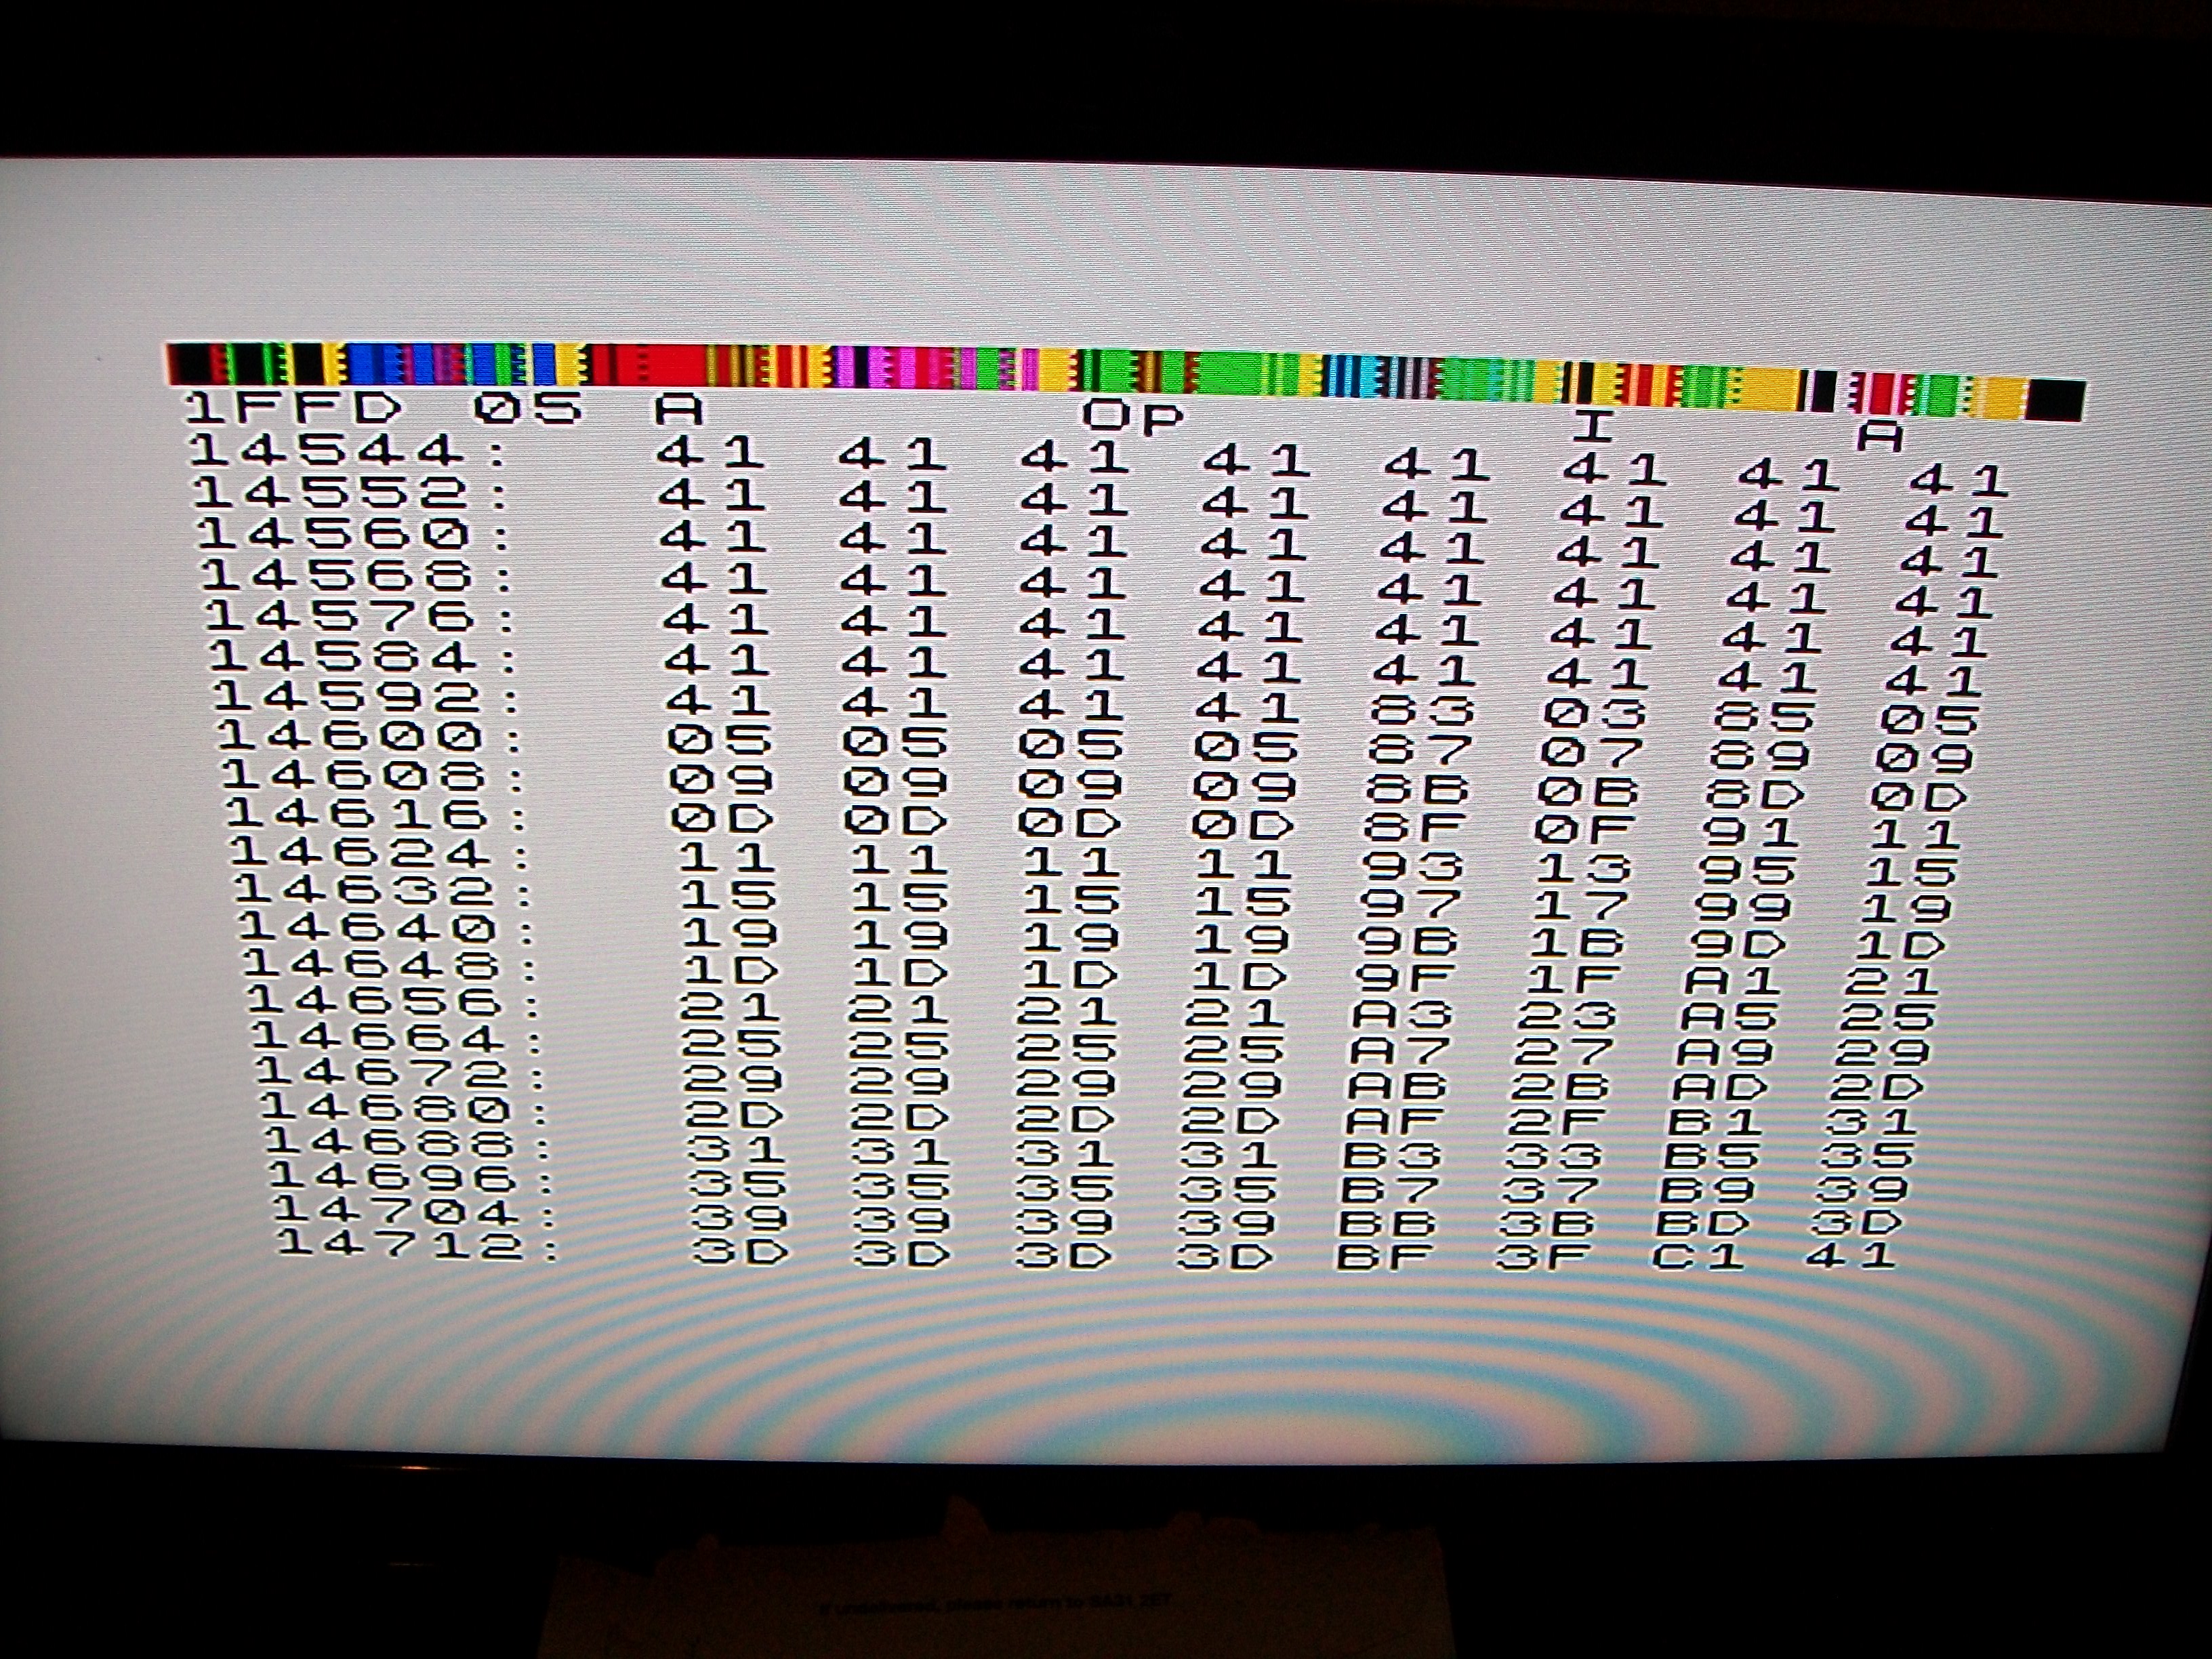 1FFD 05 A OP I A
14544: 41 41 41 41 41 41 41 41
14552: 41 41 41 41 41 41 41 41
14560: 41 41 41 41 41 41 41 41
14568: 41 41 41 41 41 41 41 41
14576: 41 41 41 41 41 41 41 41
14584: 41 41 41 41 41 41 41 41
14592: 41 41 41 41 83 03 85 05
14600: 05 05 05 05 87 07 89 09
14608: 09 09 09 09 8B 0B 8D 0D
14616: 0D 0D 0D 0D 8F 0F 91 11
14624: 11 11 11 11 93 13 95 15
14632: 15 15 15 15 97 17 99 19
14640: 19 19 19 19 9B 1B 9D 1D
14648: 1D 1D 1D 1D 9F 1F A1 21
14656: 21 21 21 21 A3 23 A5 25
14664: 25 25 25 25 A7 27 A9 29
14672: 29 29 29 29 AB 2B AD 2D
14680: 2D 2D 2D 2D AF 2F B1 31
14688: 31 31 31 31 B3 33 B5 35
14696: 35 35 35 35 B7 37 B9 39
14704: 39 39 39 39 BB 3B BD 3D
14712: 3D 3D 3D 3D BF 3F C1 41
If undelivered, please return to SA31 2ET